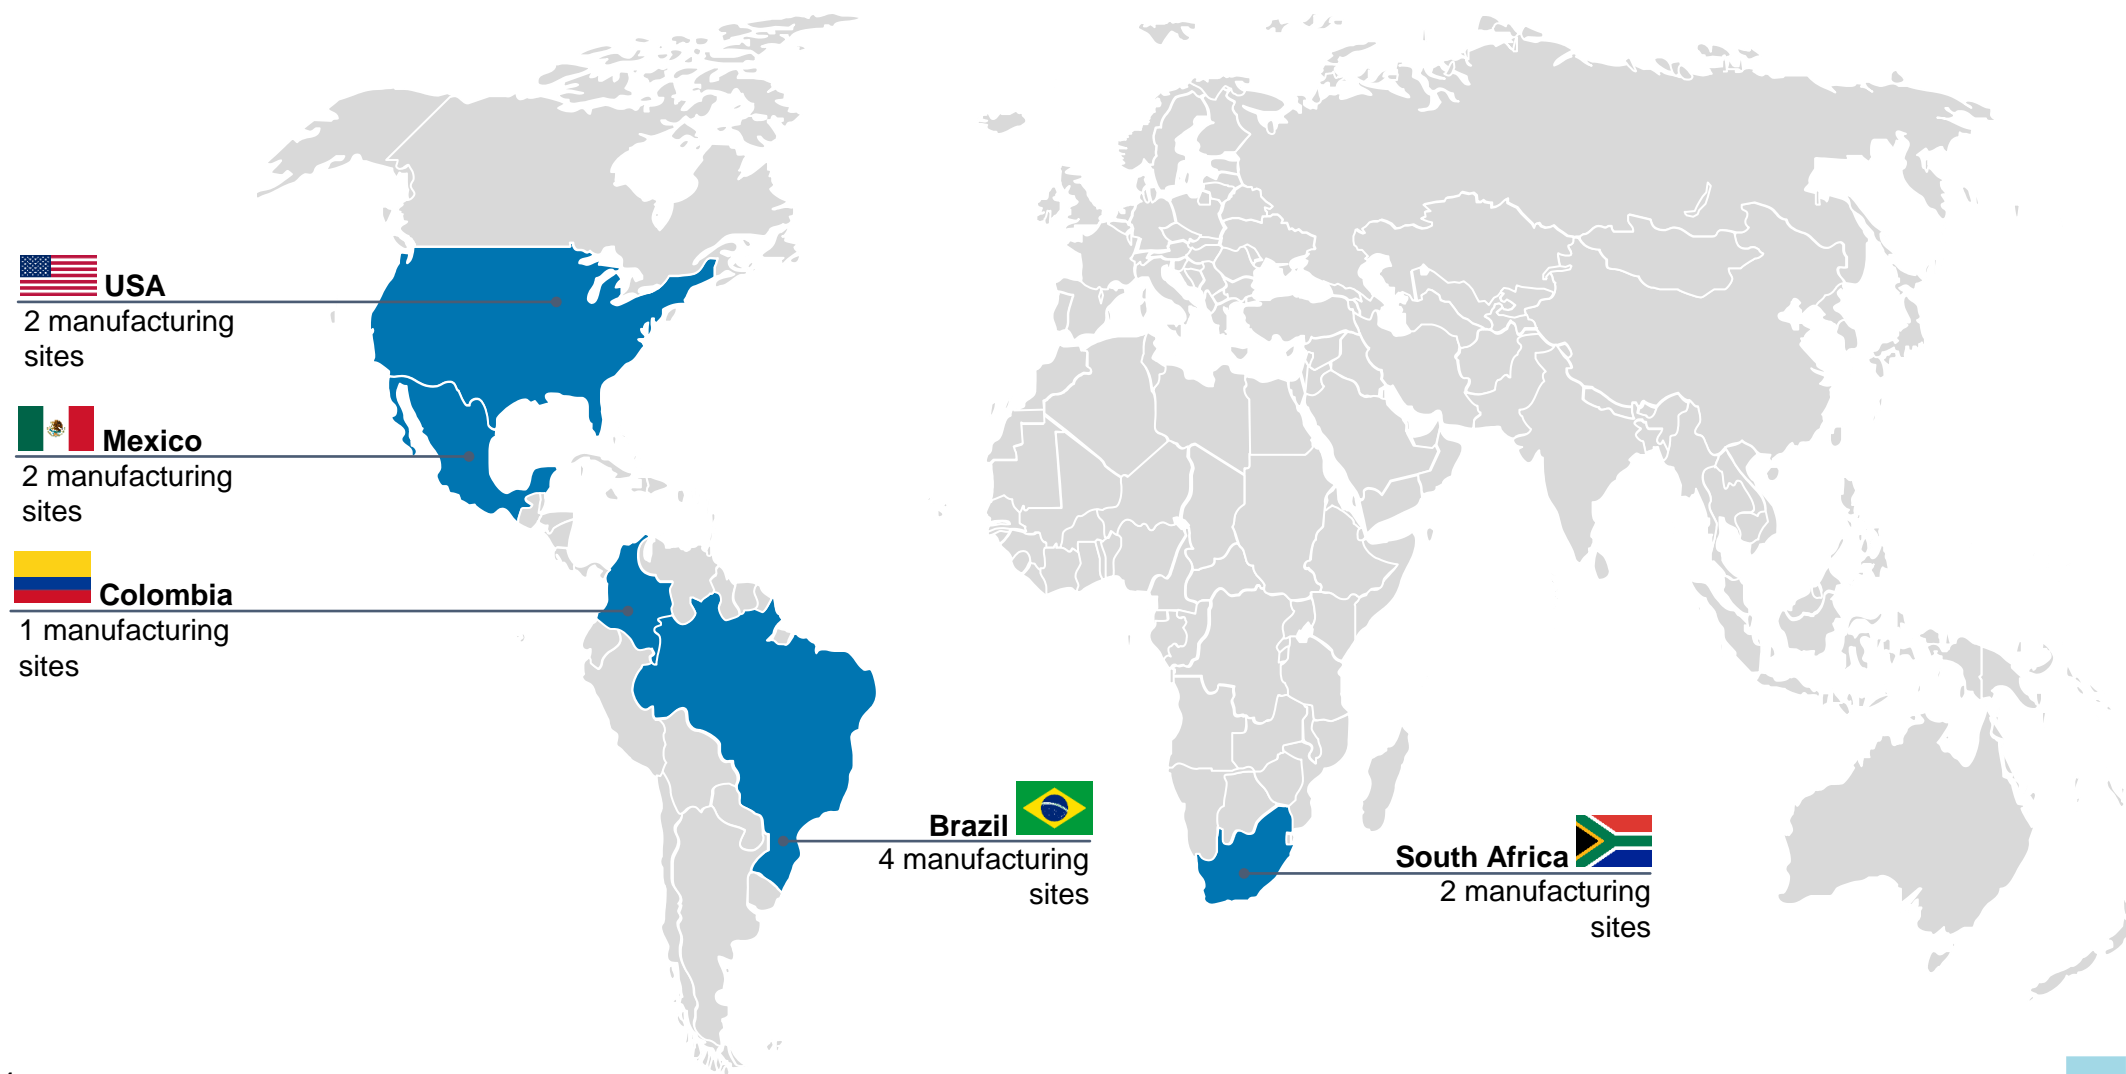 USA
2 manufacturing
sites
Mexico
2 manufacturing
sites
Colombia
1 manufacturing
sites
Brazil
4 manufacturing
sites
South Africa
2 manufacturing
sites